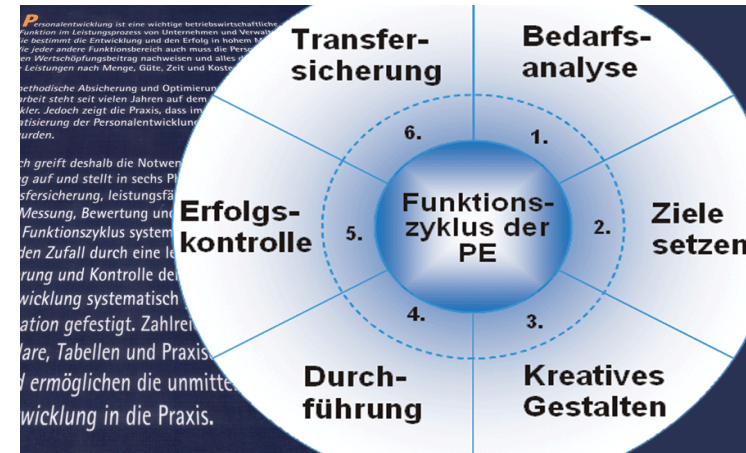 Personalentwicklung ist eine wichtige betriebswirtschaftliche
Funktion im Leistungsprozess von Unternehmen und Verwalt
Sie bestimmt die Entwicklung und den Erfolg in hohem M
Wie jeder andere Funktionsbereich auch muss die Pers
en Wertschöpfungsbeitrag nachweisen und alles d
e Leistungen nach Menge, Güte, Zeit und Koste
methodische Absicherung und Optimierun
arbeit steht seit vielen Jahren auf dem
kler. Jedoch zeigt die Praxis, dass im
atisierung der Personalentwicklung
wurden.
ch greift deshalb die Notwen
g auf und stellt in sechs Ph
sfersicherung, leistungsfä
Messung, Bewertung und
Funktionszyklus system
den Zufall durch eine le
rung und Kontrolle de
wicklung systematisch
ation gefestigt. Zahlrei
lare, Tabellen und Praxis
d ermöglichen die unmitte
twicklung in die Praxis.
Funktions-
zyklus der
PE
1.
Bedarfs-
analyse
2.
Ziele
setzen
3.
Kreatives
Gestalten
4.
Durch-
führung
5.
Erfolgs-
kontrolle
6.
Transfer-
sicherung